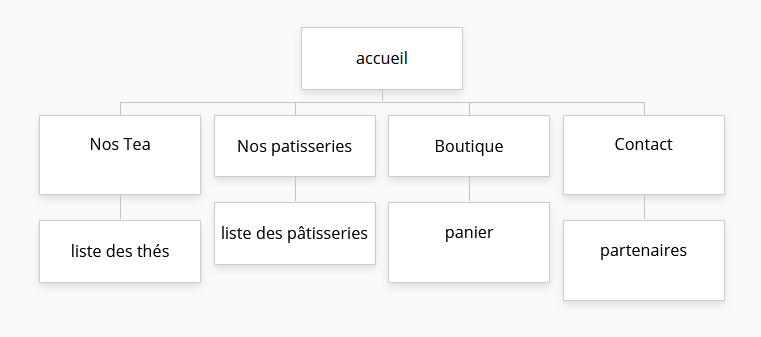 accueil
Nos Tea
Nos patisseries
Boutique
Contact
liste des thés
liste des pâtisseries
panier
partenaires